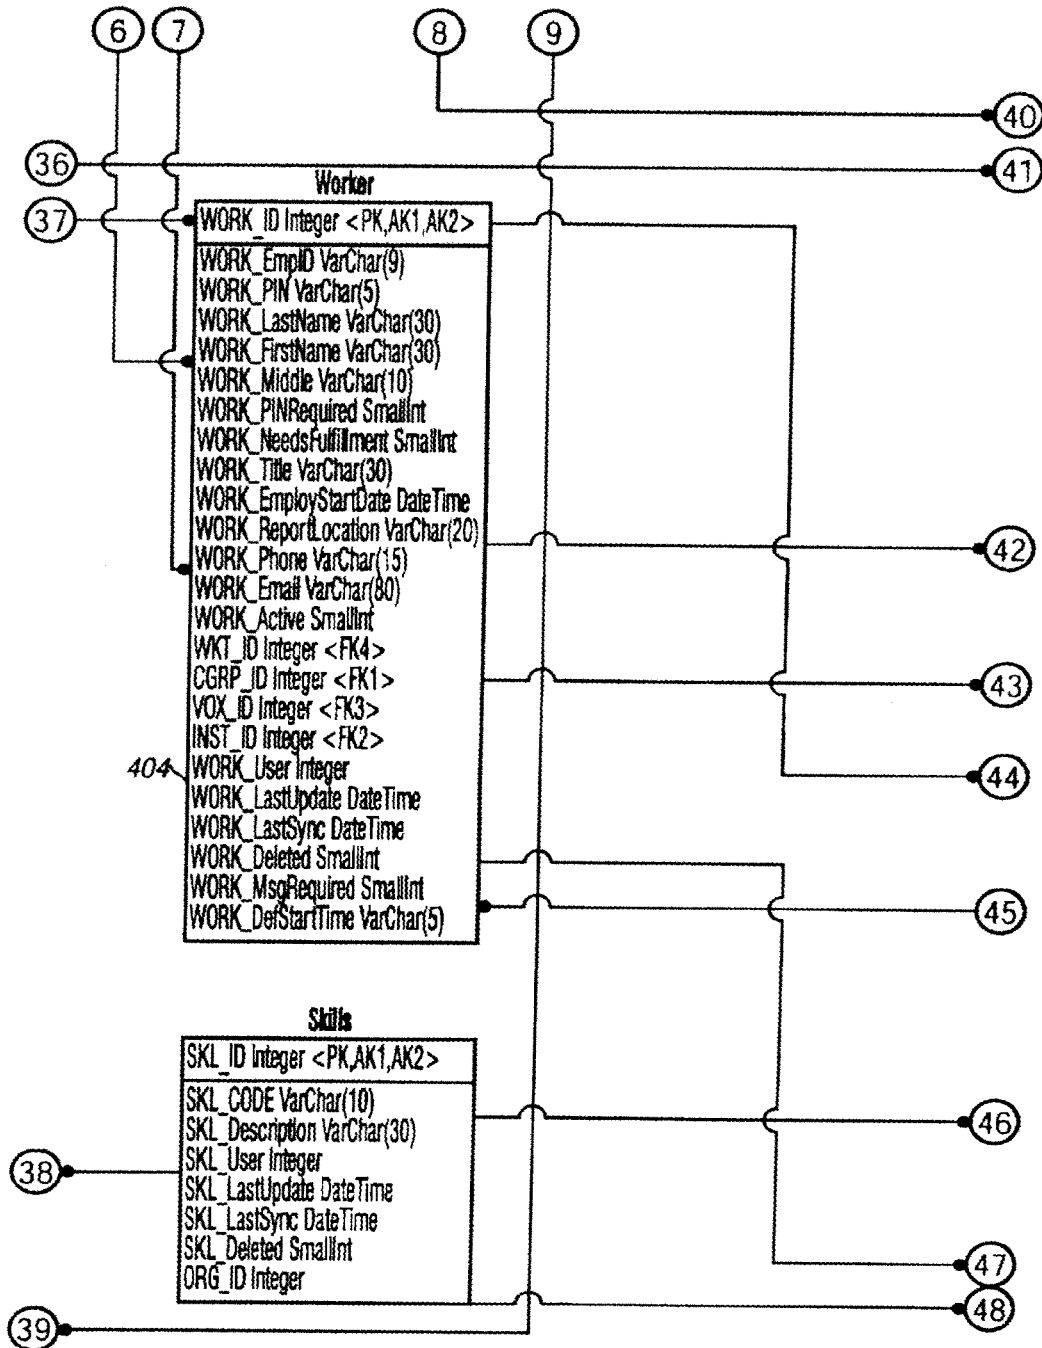 6 7 8 9
40
36 41
Worker
37
WORK_ID Integer <PK,AK1,AK2>
WORK_EmpID VarChar(9)
WORK_PIN VarChar(5)
WORK_LastName VarChar(30)
WORK_FirstName VarChar(30)
WORK_Middle VarChar(10)
WORK_PINRequired SmallInt
WORK_NeedsFulfillment SmallInt
WORK_Title VarChar(30)
WORK_EmployStartDate DateTime
WORK_ReportLocation VarChar(20)
42
WORK_Phone VarChar(15)
WORK_Email VarChar(80)
WORK_Active SmallInt
WKT_ID Integer <FK4>
CGRP_ID Integer <FK1>
43
VOX_ID Integer <FK3>
INST_ID Integer <FK2>
404
WORK_User Integer
44
WORK_LastUpdate DateTime
WORK_LastSync DateTime
WORK_Deleted SmallInt
WORK_MsgRequired SmallInt
WORK_DefStartTime VarChar(5)
45
Skills
SKL_ID Integer <PK,AK1,AK2>
SKL_CODE VarChar(10)
SKL_Description VarChar(30)
46
SKL_User Integer
38
SKL_LastUpdate DateTime
SKL_LastSync DateTime
SKL_Deleted SmallInt
ORG_ID Integer
47
48
39